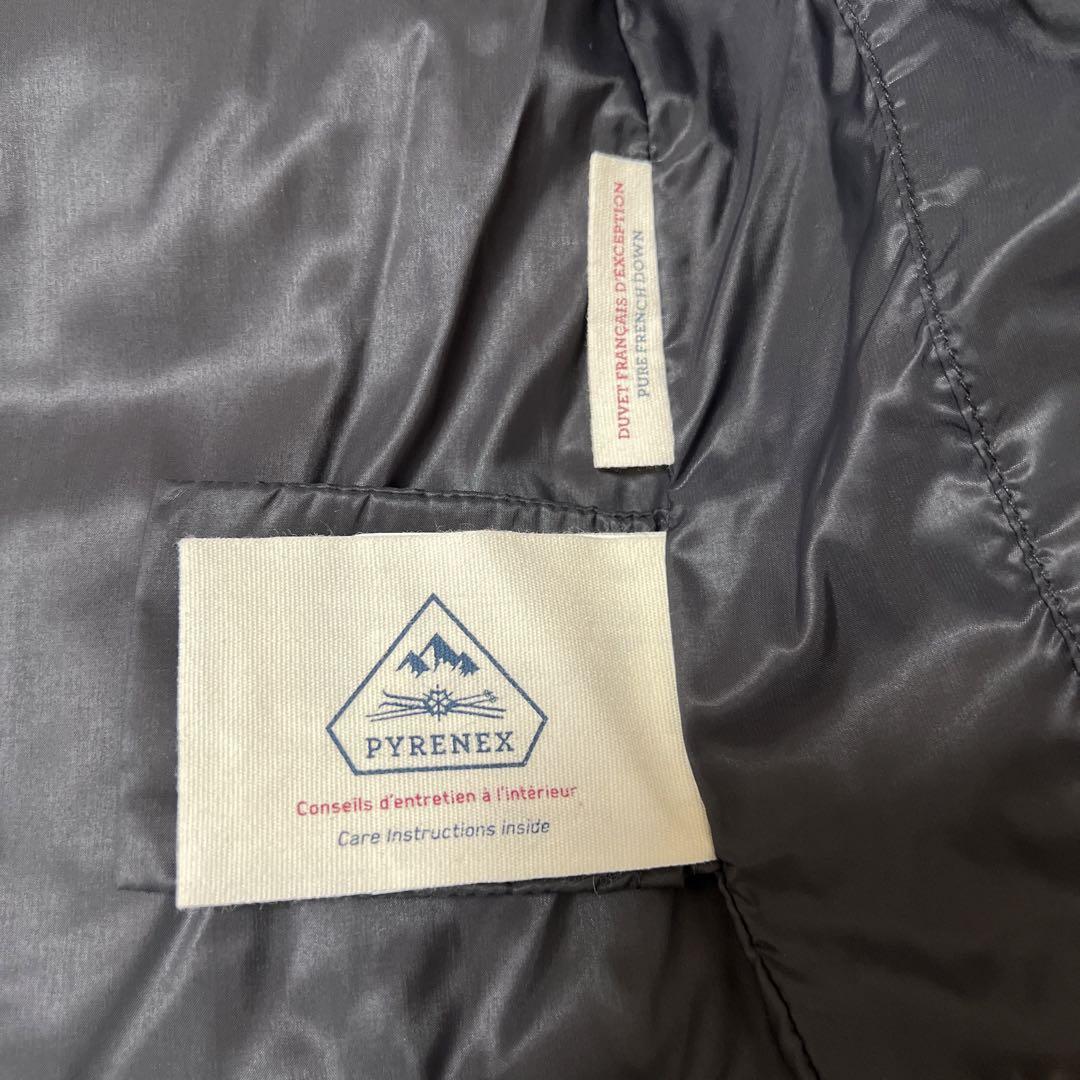 DUVET FRANÇAIS D'EXCEPTION
PURE FRENCH DOWN
PYRENEX
Conseils d'entretien à l'intérieur
Care Instructions inside